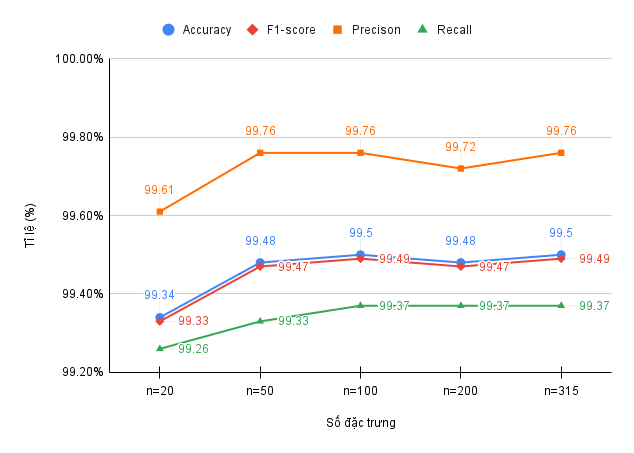 Accuracy F1-score Precison Recall
100.00%
99.80%
99.60%
99.40%
99.20%
Tỉ lệ (%)
99.61 99.76 99.76 99.72 99.76
99.34 99.48 99.5 99.48 99.5
99.33 99.47 99.49 99.47 99.49
99.26 99.33 99.37 99.37 99.37
n=20 n=50 n=100 n=200 n=315
Số đặc trưng